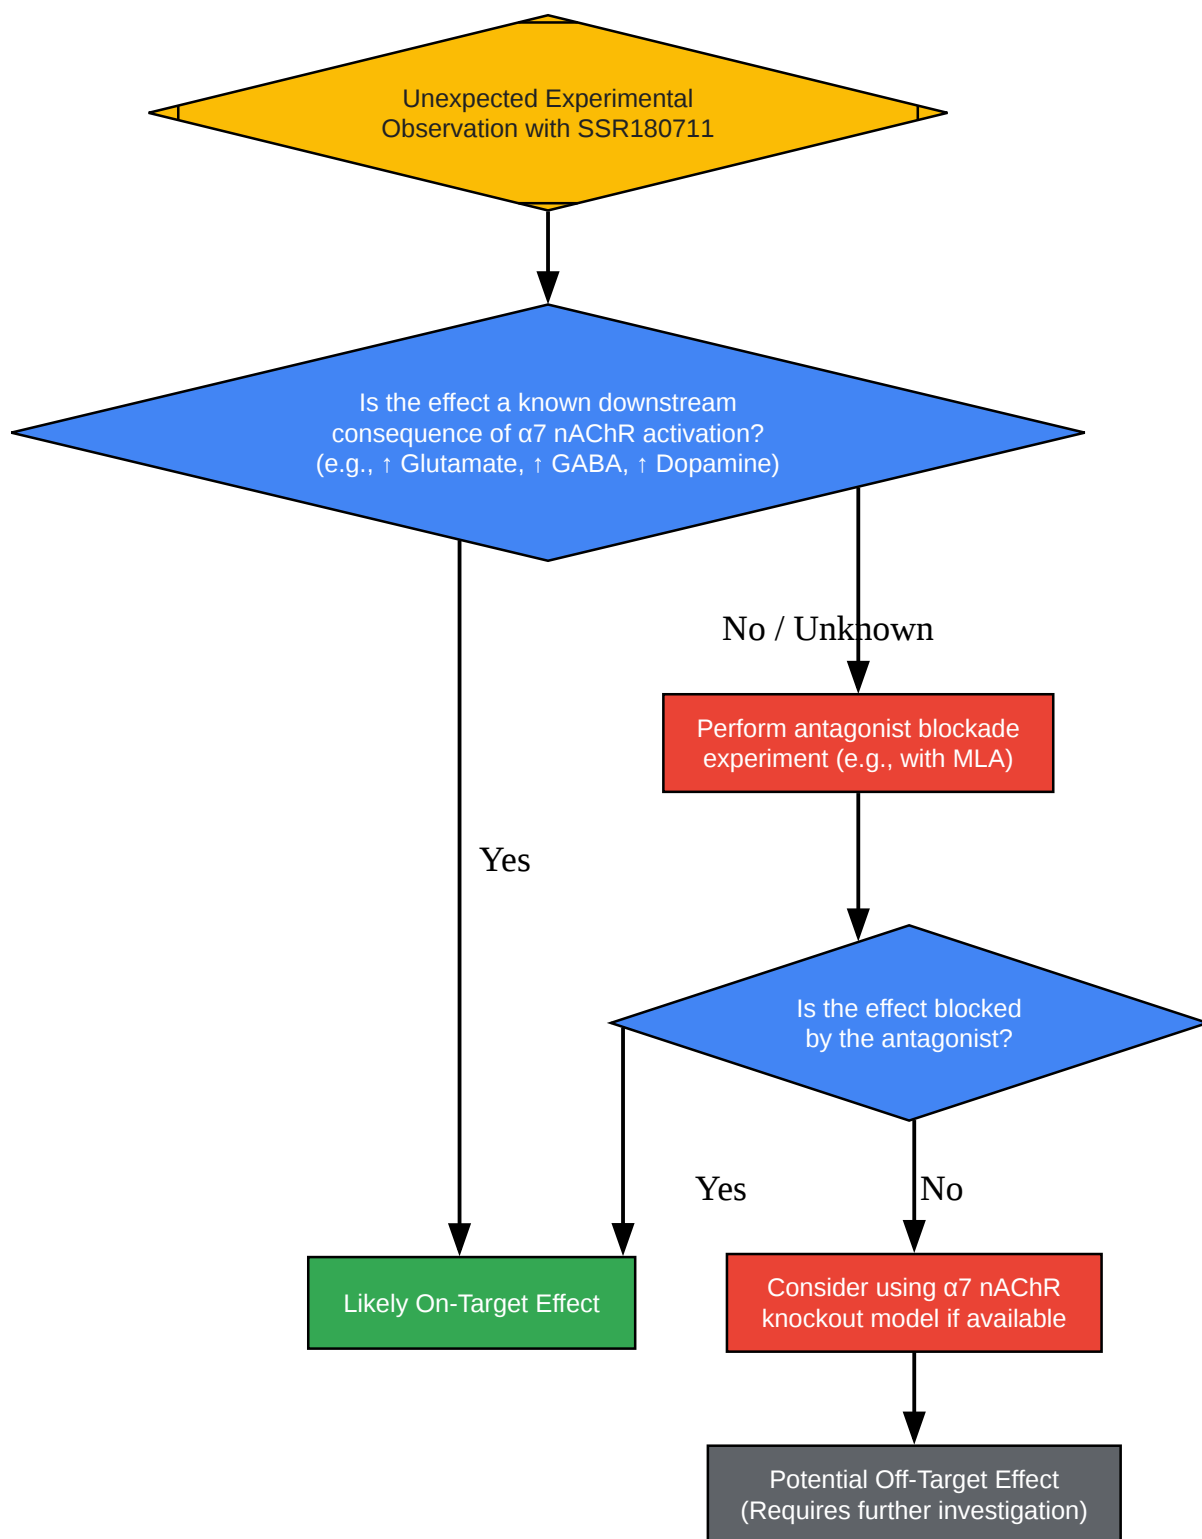 Unexpected Experimental
Observation with SSR180711
Is the effect a known downstream
consequence of α7 nAChR activation?
(e.g., ↑ Glutamate, ↑ GABA, ↑ Dopamine)
No / Unknown
Perform antagonist blockade
experiment (e.g., with MLA)
Yes
Is the effect blocked
by the antagonist?
Yes
No
Likely On-Target Effect
Consider using α7 nAChR
knockout model if available
Potential Off-Target Effect
(Requires further investigation)